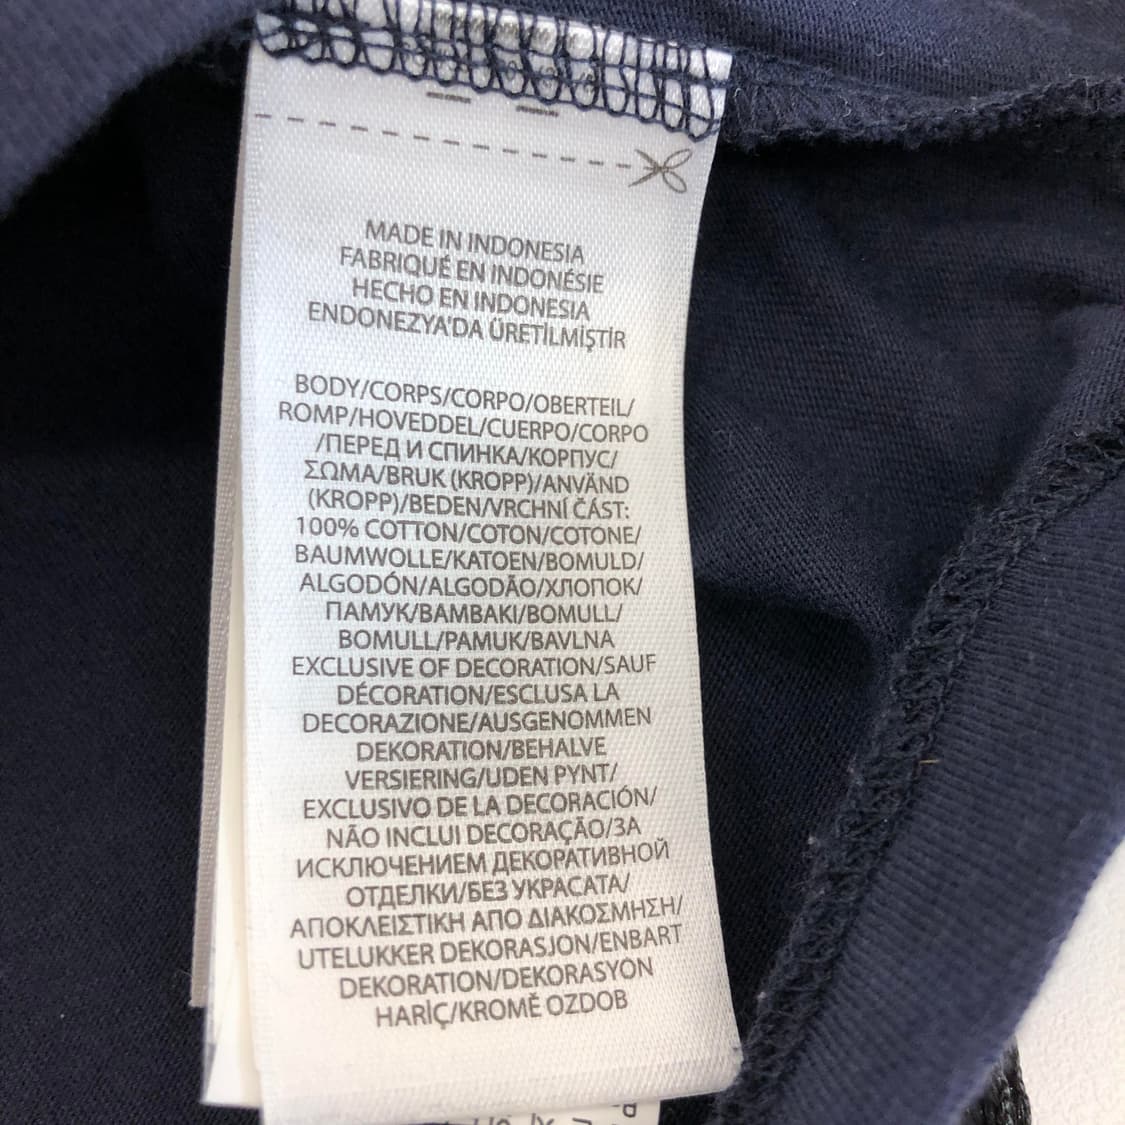 MADE IN INDONESIA
FABRIQUÉ EN INDONÉSIE
HECHO EN INDONESIA
ENDONEZYA'DA ÜRETİLMİŞTİR
BODY/CORPS/CORPO/OBERTEIL/
ROMP/HOVEDDEL/CUERPO/CORPO
/ПЕРЕД И СПИНКА/КОРПУС/
ΣΩΜΑ/BRUK (KROPP)/ANVÄND
(KROPP)/BEDEN/VRCHNÍ ČÁST:
100% COTTON/COTON/COTONE/
BAUMWOLLE/KATOEN/BOMULD/
ALGODÓN/ALGODÃO/ХЛОПОК/
ПАМУК/BAMBAKI/BOMULL/
BOMULL/PAMUK/BAVLNA
EXCLUSIVE OF DECORATION/SAUF
DÉCORATION/ESCLUSA LA
DECORAZIONE/AUSGENOMMEN
DEKORATION/BEHALVE
VERSIERING/UDEN PYNT/
EXCLUSIVO DE LA DECORACIÓN/
NÃO INCLUI DECORAÇÃO/ЗА
ИСКЛЮЧЕНИЕМ ДЕКОРАТИВНОЙ
ОТДЕЛКИ/БЕЗ УКРАСАТА/
ΑΠΟΚΛΕΙΣΤΙΚΗ ΑΠΟ ΔΙΑΚΟΣΜΗΣΗ/
UTELUKKER DEKORASJON/ENBART
DEKORATION/DEKORASYON
HARİÇ/KROMĚ OZDOB